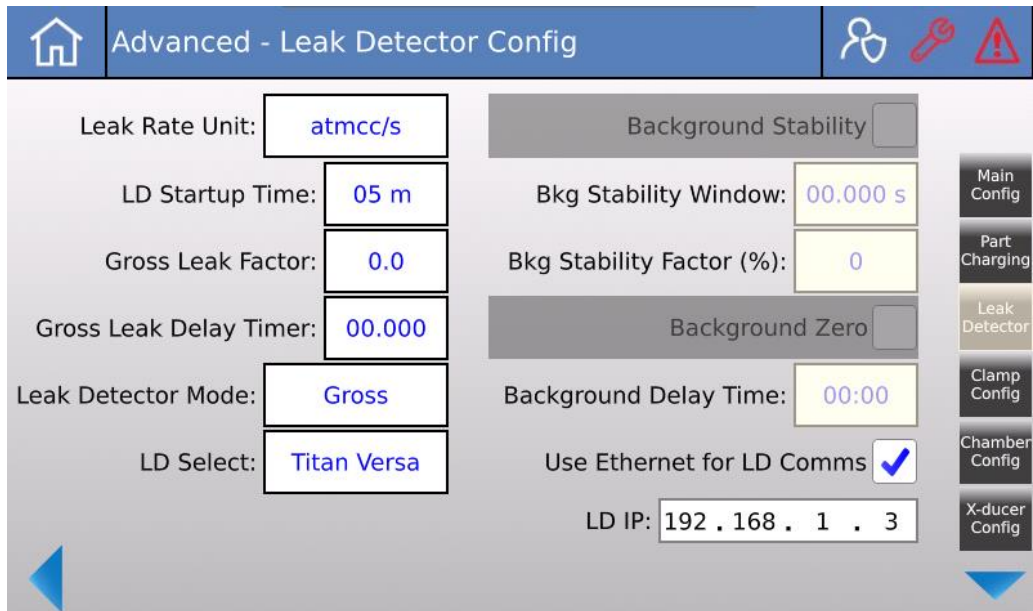 Advanced - Leak Detector Config
Leak Rate Unit: atmcc/s
LD Startup Time: 05 m
Gross Leak Factor: 0.0
Gross Leak Delay Timer: 00.000
Leak Detector Mode: Gross
LD Select: Titan Versa
Background Stability
Bkg Stability Window: 00.000 s
Bkg Stability Factor (%): 0
Background Zero
Background Delay Time: 00:00
Use Ethernet for LD Comms
LD IP: 192 . 168 . 1 . 3
Main
Config
Part
Charging
Leak
Detector
Clamp
Config
Chamber
Config
X-ducer
Config